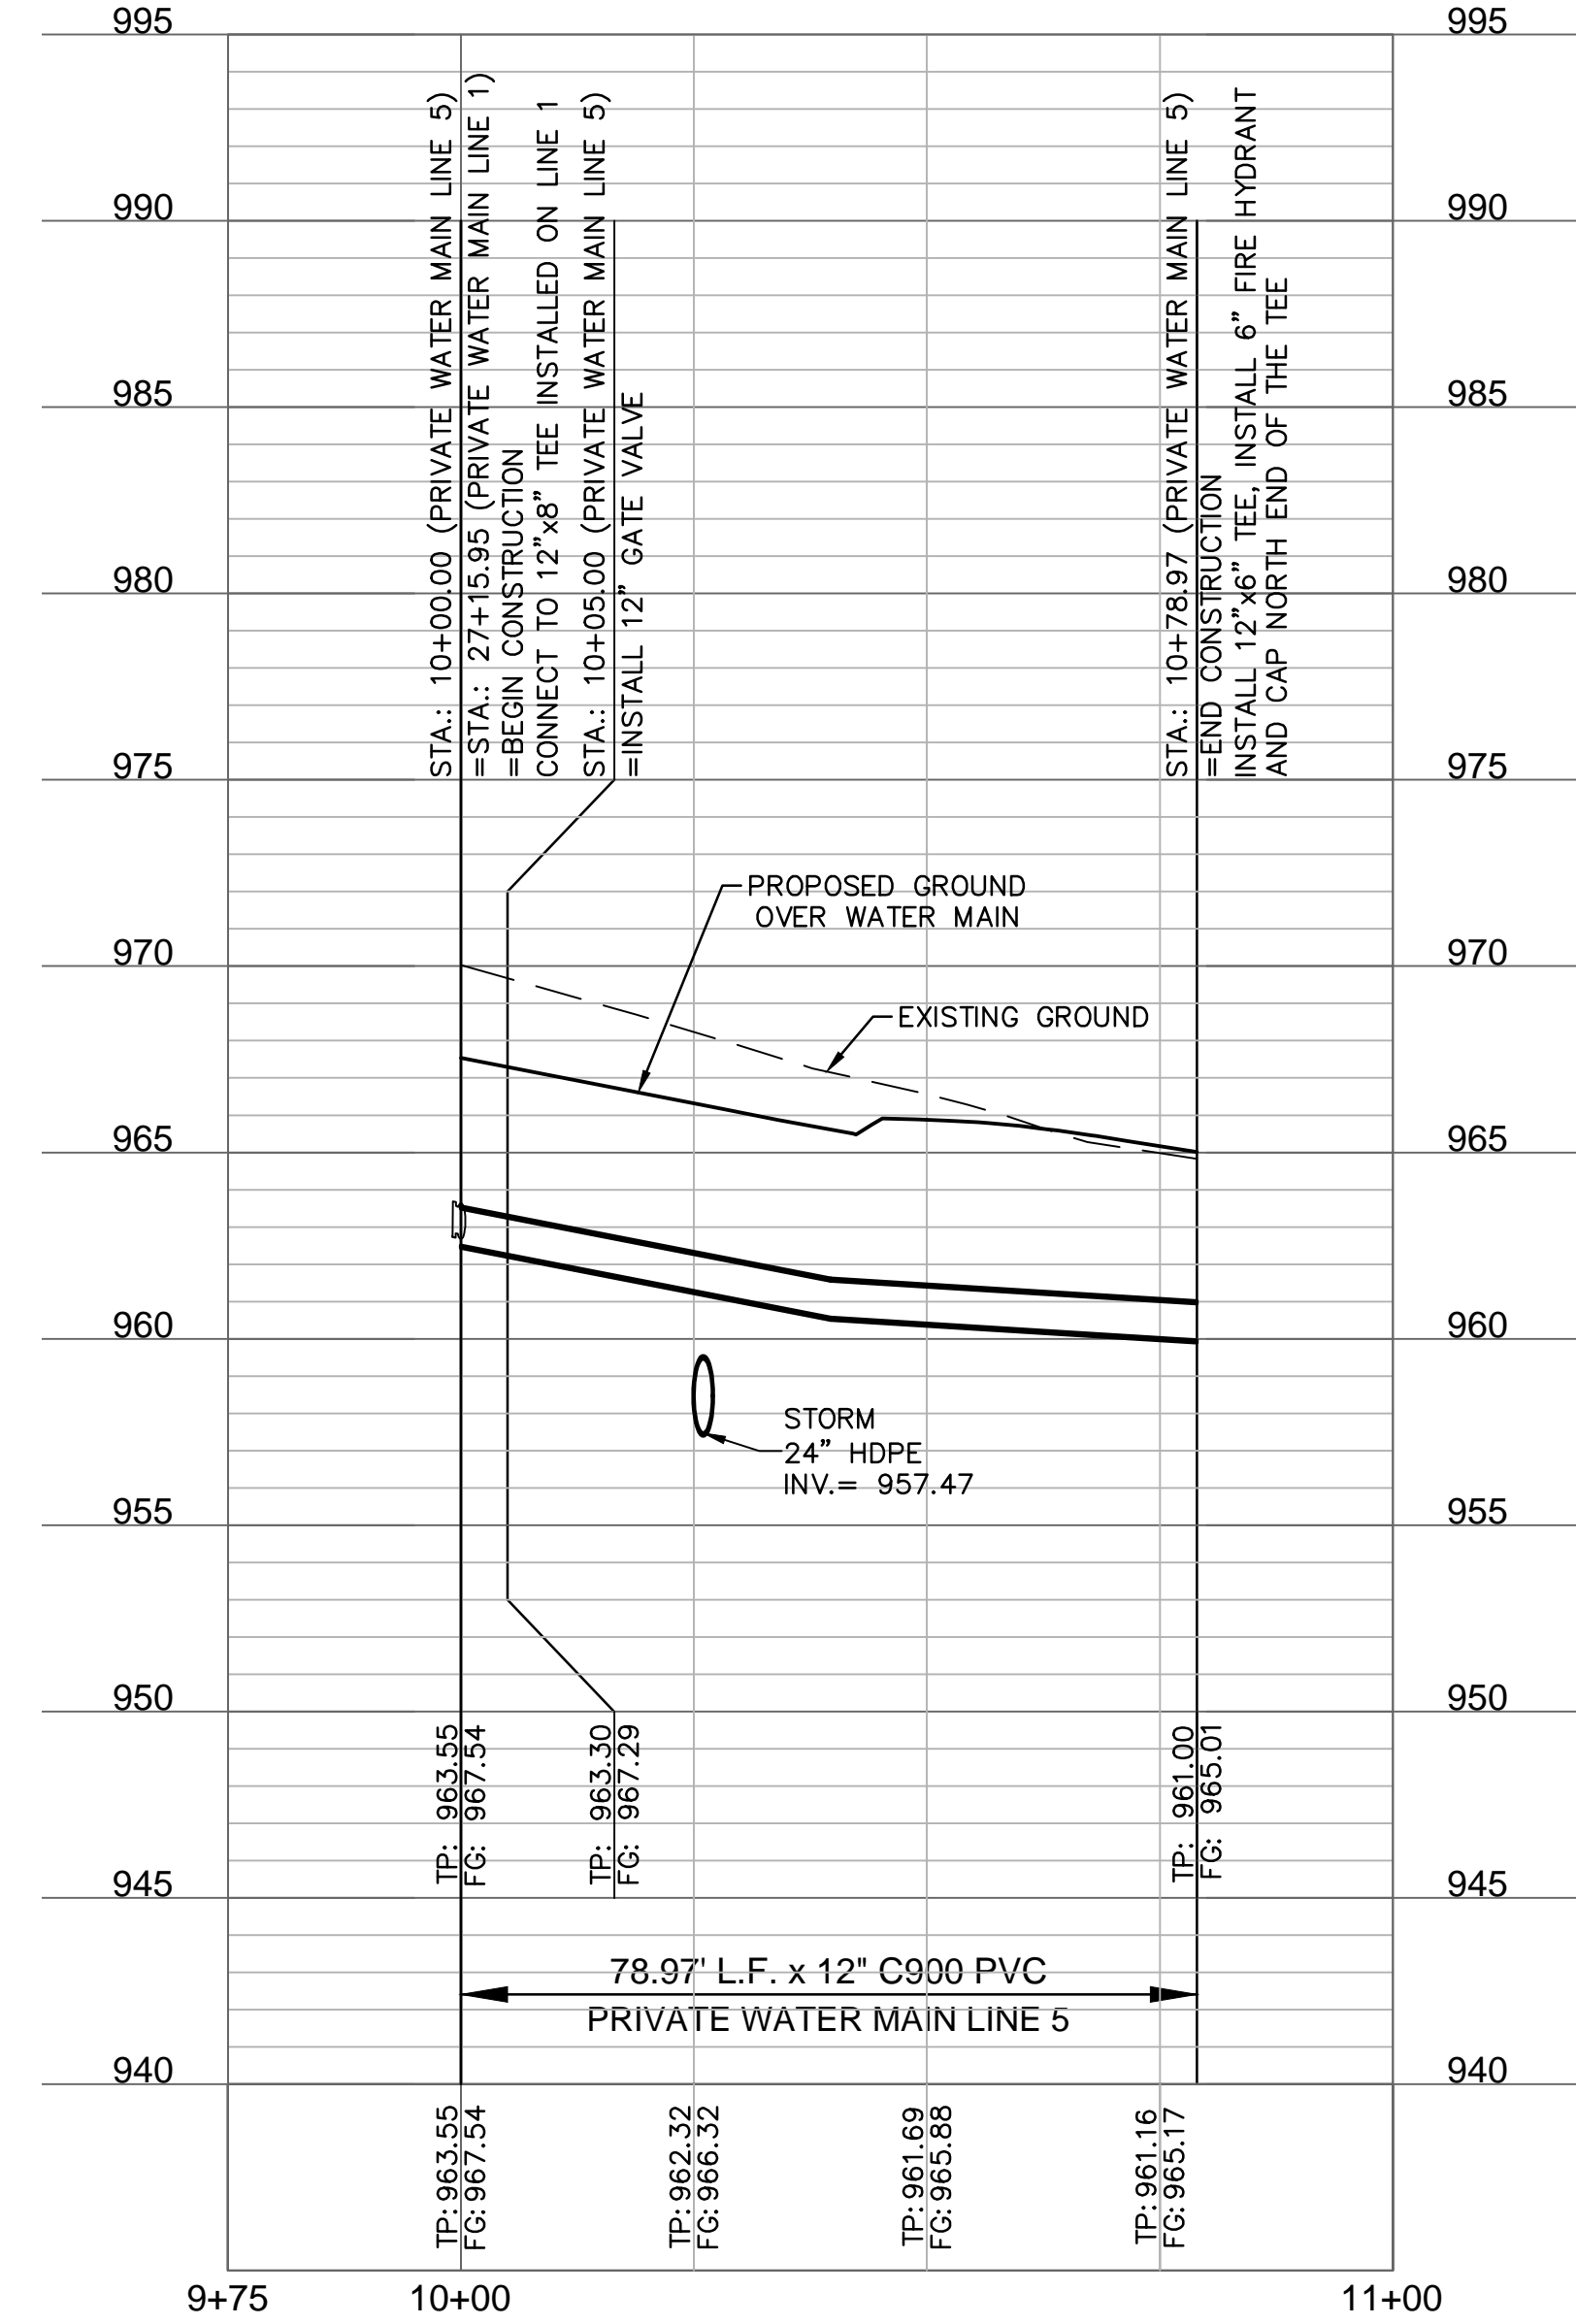 995
995
990
990
985
985
980
980
975
975
970
970
965
965
960
960
955
955
950
950
945
945
940
940
STA.: 10+00.00 (PRIVATE WATER MAIN LINE 5)
=STA.: 27+15.95 (PRIVATE WATER MAIN LINE 1)
=BEGIN CONSTRUCTION
CONNECT TO 12”x8” TEE INSTALLED ON LINE 1
STA.: 10+05.00 (PRIVATE WATER MAIN LINE 5)
=INSTALL 12” GATE VALVE
STA.: 10+78.97 (PRIVATE WATER MAIN LINE 5)
=END CONSTRUCTION
INSTALL 12”x6” TEE, INSTALL 6” FIRE HYDRANT
AND CAP NORTH END OF THE TEE
PROPOSED GROUND
OVER WATER MAIN
EXISTING GROUND
STORM
24” HDPE
INV.= 957.47
TP: 963.55
FG: 967.54
TP: 963.30
FG: 967.29
TP: 961.00
FG: 965.01
78.97' L.F. x 12" C900 PVC
PRIVATE WATER MAIN LINE 5
TP:963.55
FG:967.54
TP:962.32
FG:966.32
TP:961.69
FG:965.88
TP:961.16
FG:965.17
9+75
10+00
11+00